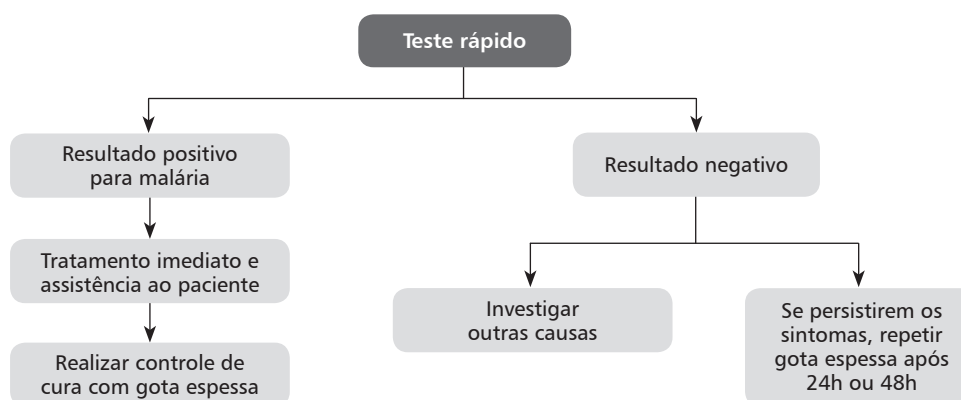 Teste rápido
Resultado positivo
para malária
Resultado negativo
Tratamento imediato e
assistência ao paciente
Investigar
outras causas
Se persistirem os
sintomas, repetir
gota espessa após
24h ou 48h
Realizar controle de
cura com gota espessa